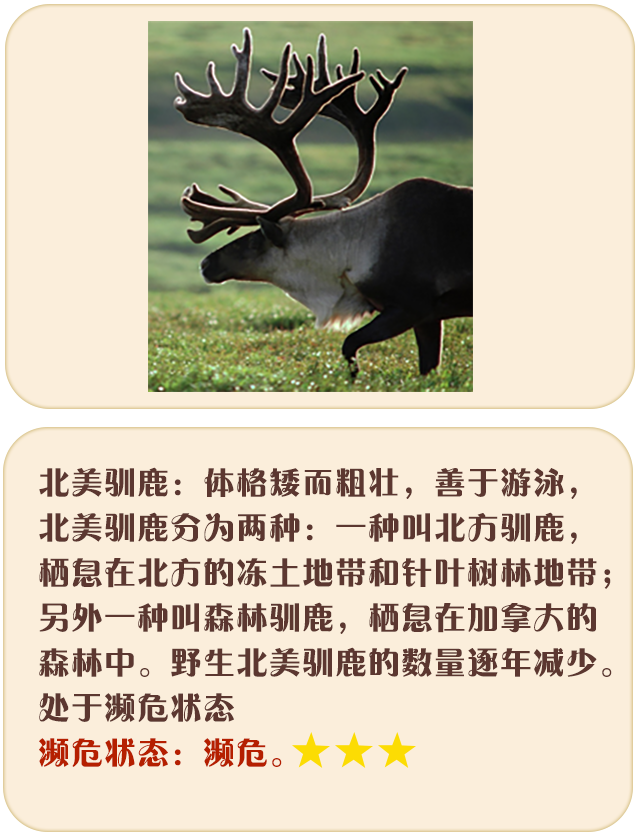 北美驯鹿：体格矮而粗壮，善于游泳，
北美驯鹿分为两种：一种叫北方驯鹿，
栖息在北方的冻土地带和针叶树林地带；
另外一种叫森林驯鹿，栖息在加拿大的
森林中。野生北美驯鹿的数量逐年减少。
处于濒危状态
濒危状态：濒危。